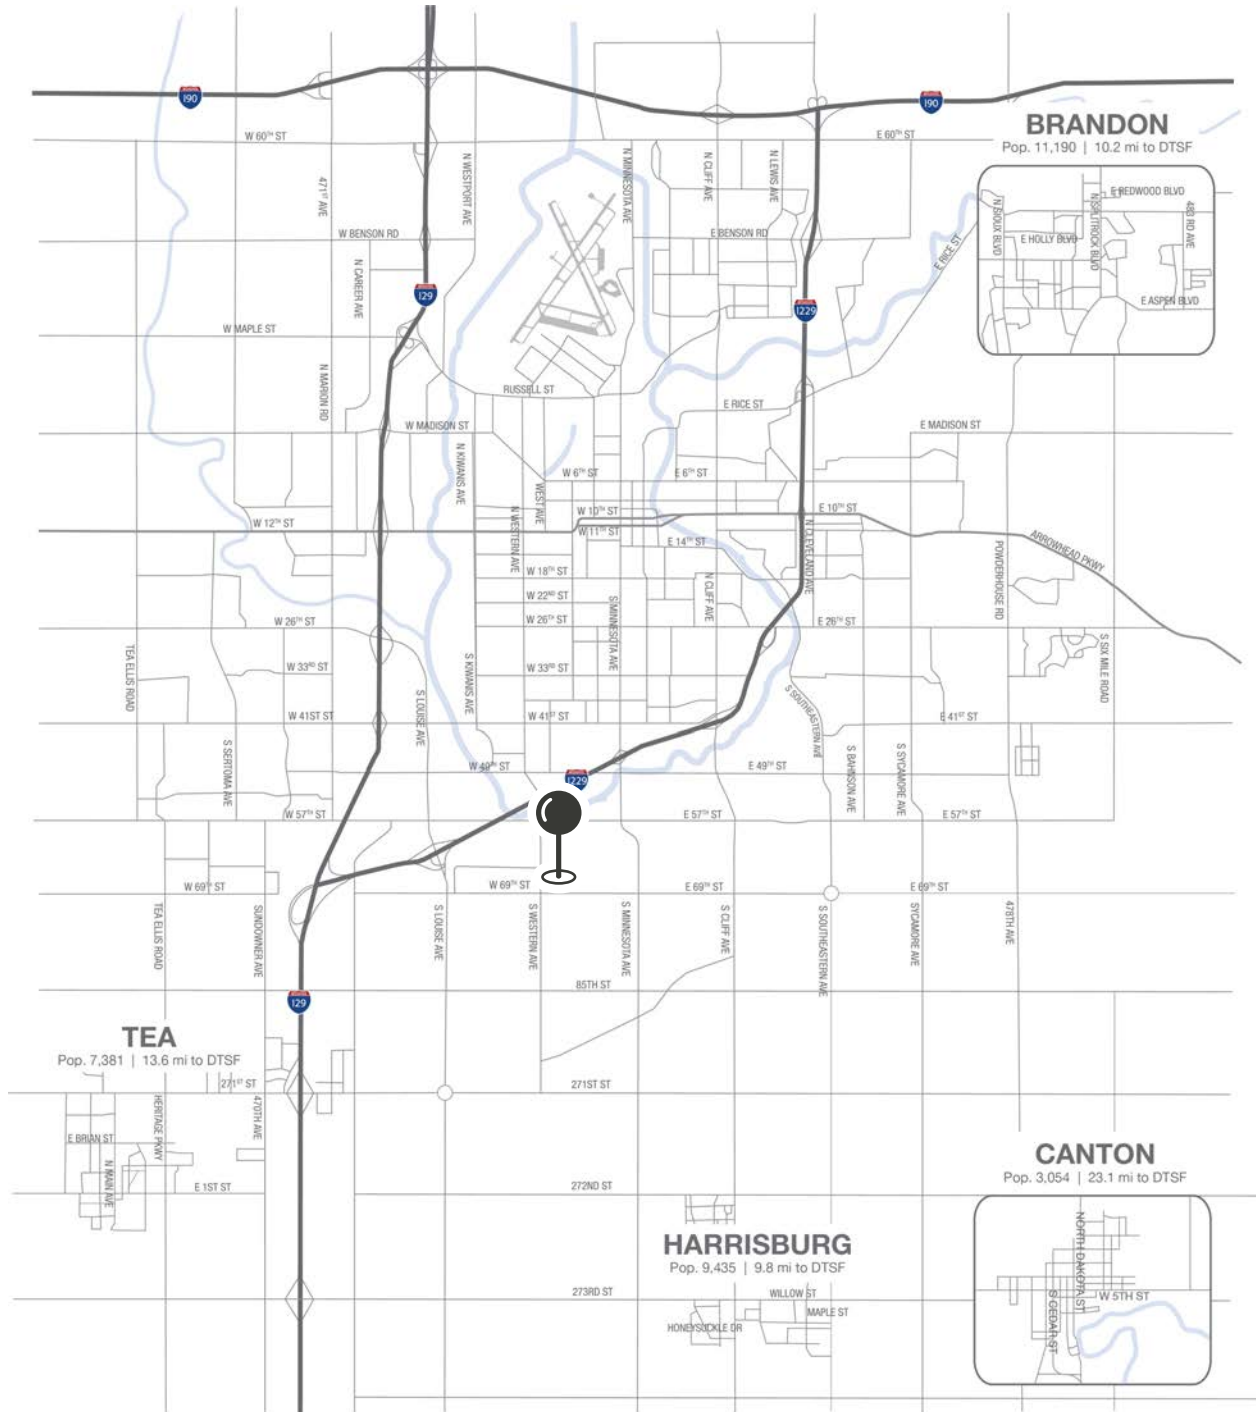 I90
I90
BRANDON
Pop. 11,190 | 10.2 mi to DTSF
W 60TH ST
E 60TH ST
N WESTPORT AVE
N MINNESOTA AVE
N CLIFF AVE
N LEWIS AVE
471ST AVE
E REDWOOD BLVD
N SIOUX BLVD
N SPLITROCK BLVD
483 RD AVE
E HOLLY BLVD
E ASPEN BLVD
W BENSON RD
E BENSON RD
E RICE ST
N CAREER AVE
I29
I229
W MAPLE ST
N MARION RD
RUSSELL ST
E RICE ST
W MADISON ST
E MADISON ST
N KIWANIS AVE
W 6TH ST
E 6TH ST
WEST AVE
N WESTERN AVE
W 10TH ST
E 10TH ST
W 12TH ST
W 11TH ST
E 14TH ST
N CLEVELAND AVE
POWDERHOUSE RD
ARROWHEAD PKWY
W 18TH ST
N CLIFF AVE
W 22ND ST
S MINNESOTA AVE
W 26TH ST
W 26TH ST
E 26TH ST
TEA ELLIS ROAD
S KIWANIS AVE
S SIX MILE ROAD
W 33RD ST
W 33RD ST
S LOUISE AVE
S SOUTHEASTERN AVE
W 41ST ST
W 41ST ST
E 41ST ST
S SERTOMA AVE
S BAHNSON AVE
S SYCAMORE AVE
W 49TH ST
I229
E 49TH ST
W 57TH ST
E 57TH ST
E 57TH ST
W 69TH ST
W 69TH ST
E 69TH ST
E 69TH ST
TEA ELLIS ROAD
SUNDOWNER AVE
S LOUISE AVE
S WESTERN AVE
S MINNESOTA AVE
S CLIFF AVE
S SOUTHEASTERN AVE
SYCAMORE AVE
478TH AVE
85TH ST
I29
TEA
Pop. 7,381 | 13.6 mi to DTSF
271ST ST
271ST ST
HERITAGE PKWY
470TH AVE
E BRIAN ST
N MAIN AVE
E 1ST ST
272ND ST
CANTON
Pop. 3,054 | 23.1 mi to DTSF
NORTH DAKOTA ST
S CEDAR ST
W 5TH ST
HARRISBURG
Pop. 9,435 | 9.8 mi to DTSF
273RD ST
WILLOW ST
MAPLE ST
HONEYSUCKLE DR